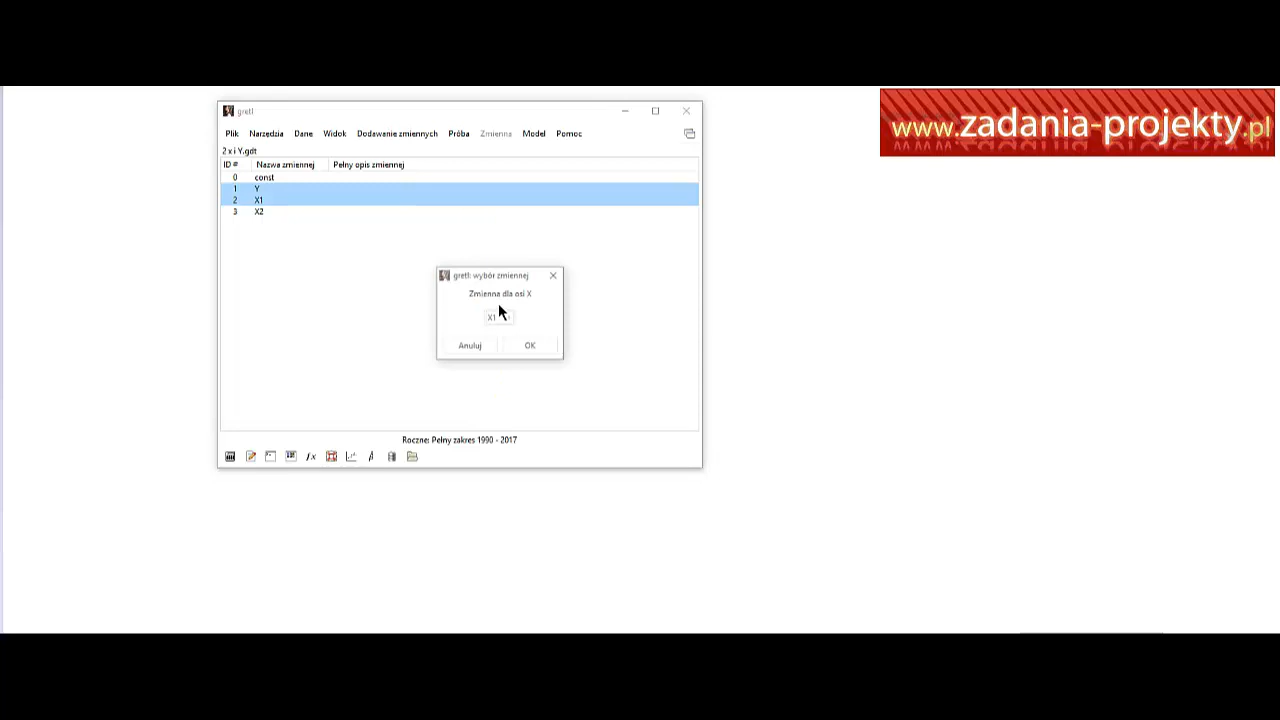 www.zadania-projekty.pl
gretl
Plik Narzędzia Dane Widok Dodawanie zmiennych Próba Zmienna Model Pomoc
2 x i Y.gdt
ID # Nazwa zmiennej Pełny opis zmiennej
0 const
1 Y
2 X1
3 X2
gretl: wybór zmiennej
Zmienna dla osi X
X1
Anuluj OK
Roczne: Pełny zakres 1990 - 2017